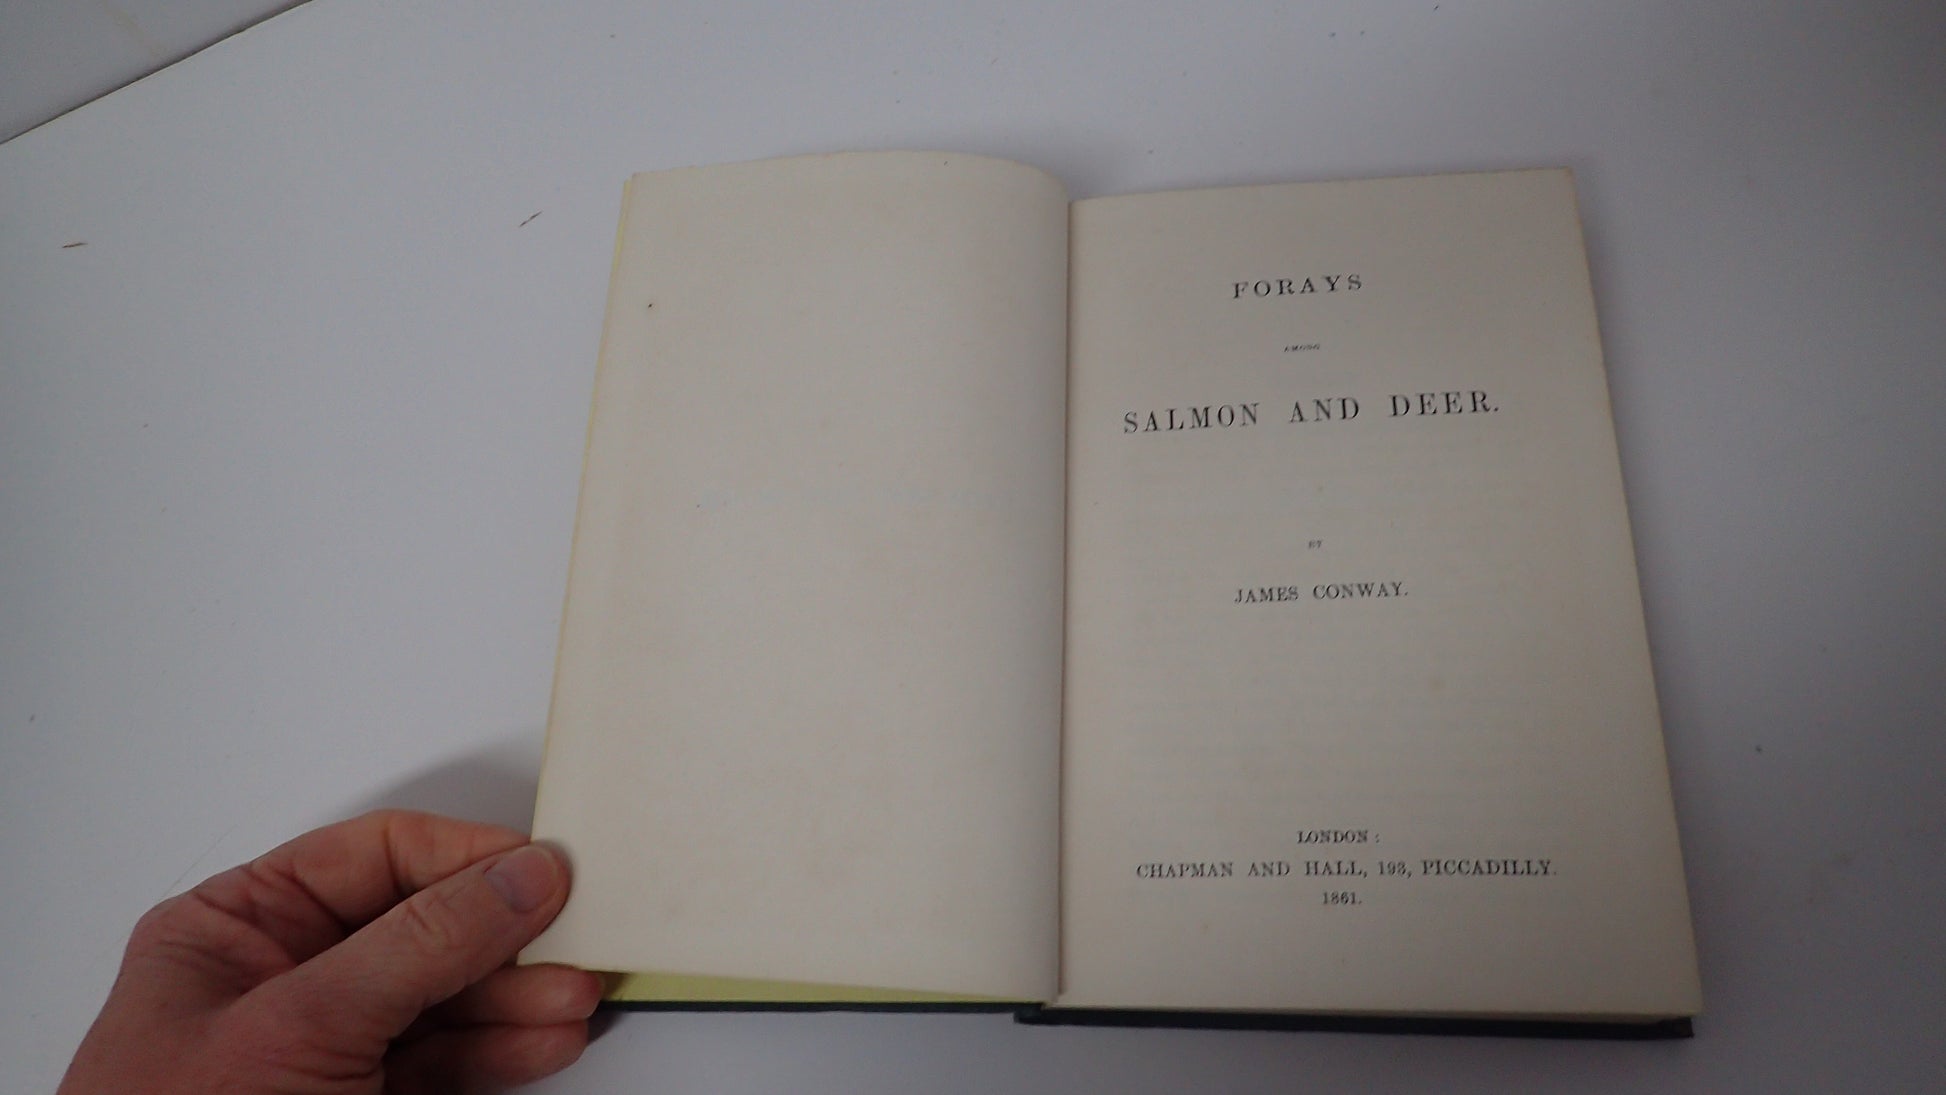 FORAYS
AMONG
SALMON AND DEER.
BY
JAMES CONWAY.
LONDON:
CHAPMAN AND HALL, 193, PICCADILLY.
1861.